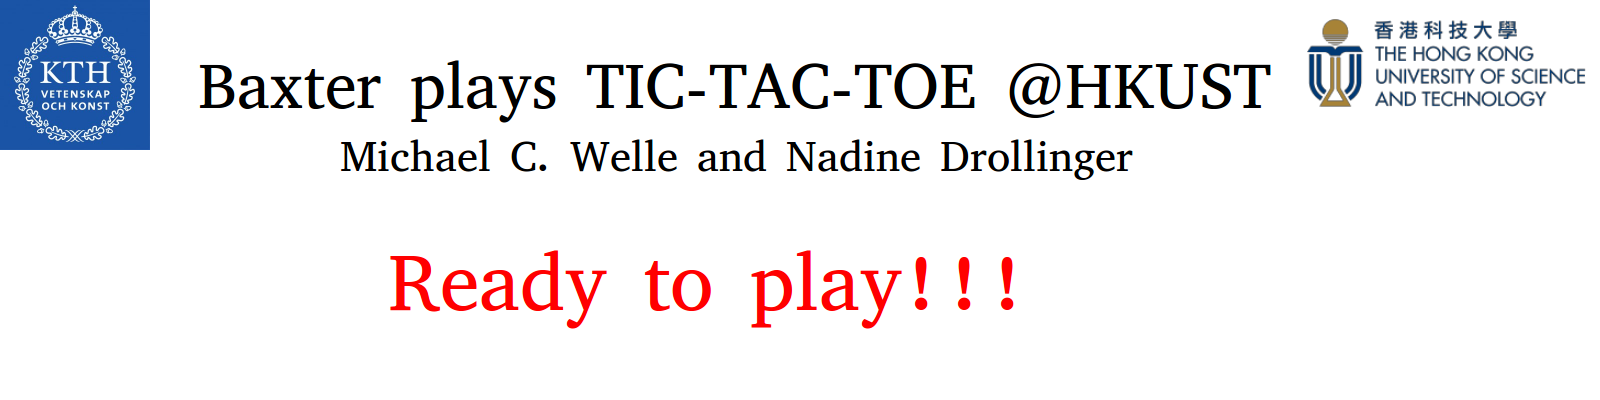 KTH
VETENSKAP
OCH KONST
Baxter plays TIC-TAC-TOE @HKUST
Michael C. Welle and Nadine Drollinger
香港科技大學
THE HONG KONG
UNIVERSITY OF SCIENCE
AND TECHNOLOGY
Ready to play!!!